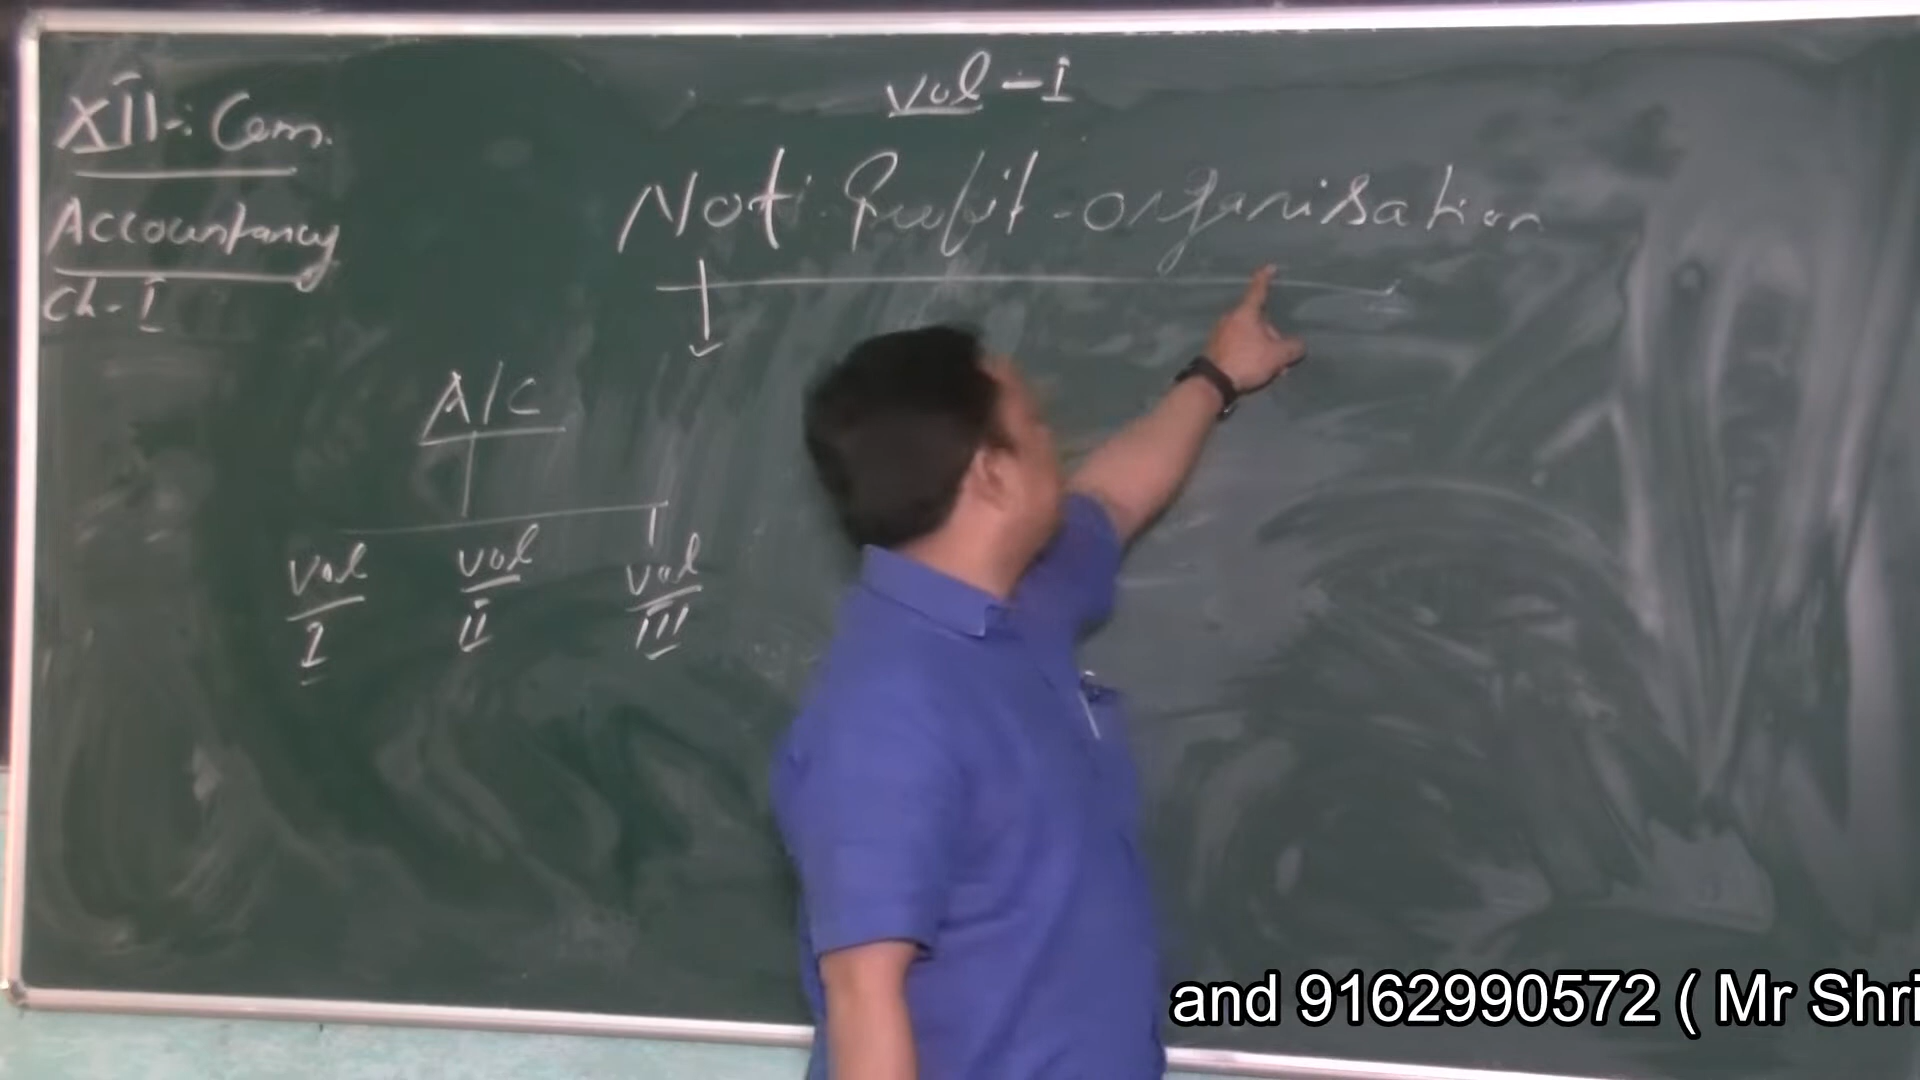 XII-: Com.
Accountancy
Ch-I
vol-I
Not Profit-organisation
A/C
vol I
vol II
vol III
and 9162990572 ( Mr Shri